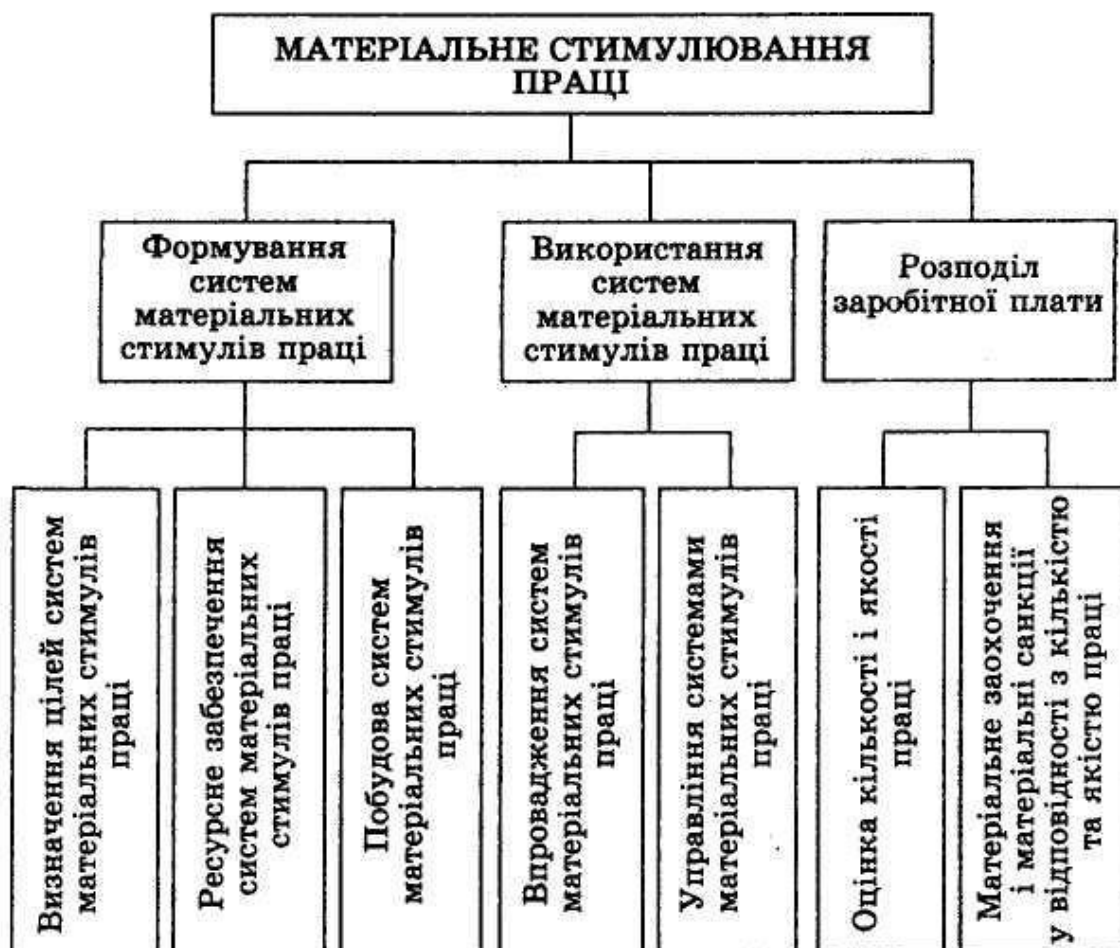 МАТЕРІАЛЬНЕ СТИМУЛЮВАННЯ
ПРАЦІ
Формування
систем
матеріальних
стимулів праці
Використання
систем
матеріальних
стимулів праці
Розподіл
заробітної плати
Визначення цілей систем
матеріальних стимулів
праці
Ресурсне забезпечення
систем матеріальних
стимулів праці
Побудова систем
матеріальних стимулів
праці
Впровадження систем
матеріальних стимулів
праці
Управління системами
матеріальних стимулів
праці
Оцінка кількості і якості
праці
Матеріальне заохочення
і матеріальні санкції
у відповідності з кількістю
та якістю праці